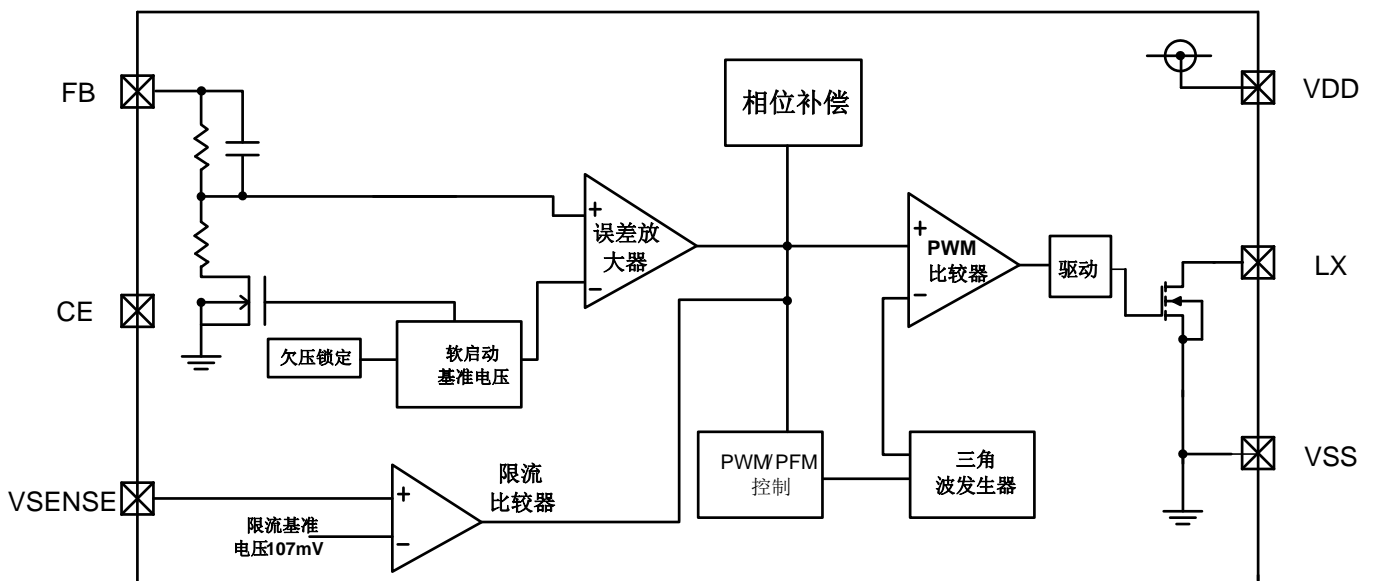 FB
相位补偿
VDD
+
误差放
大器
−
+
PWM
比较器
−
驱动
LX
CE
欠压锁定
软启动
基准电压
VSENSE
+
−
限流
比较器
限流基准
电压107mV
PWM/PFM
控制
三角
波发生器
VSS